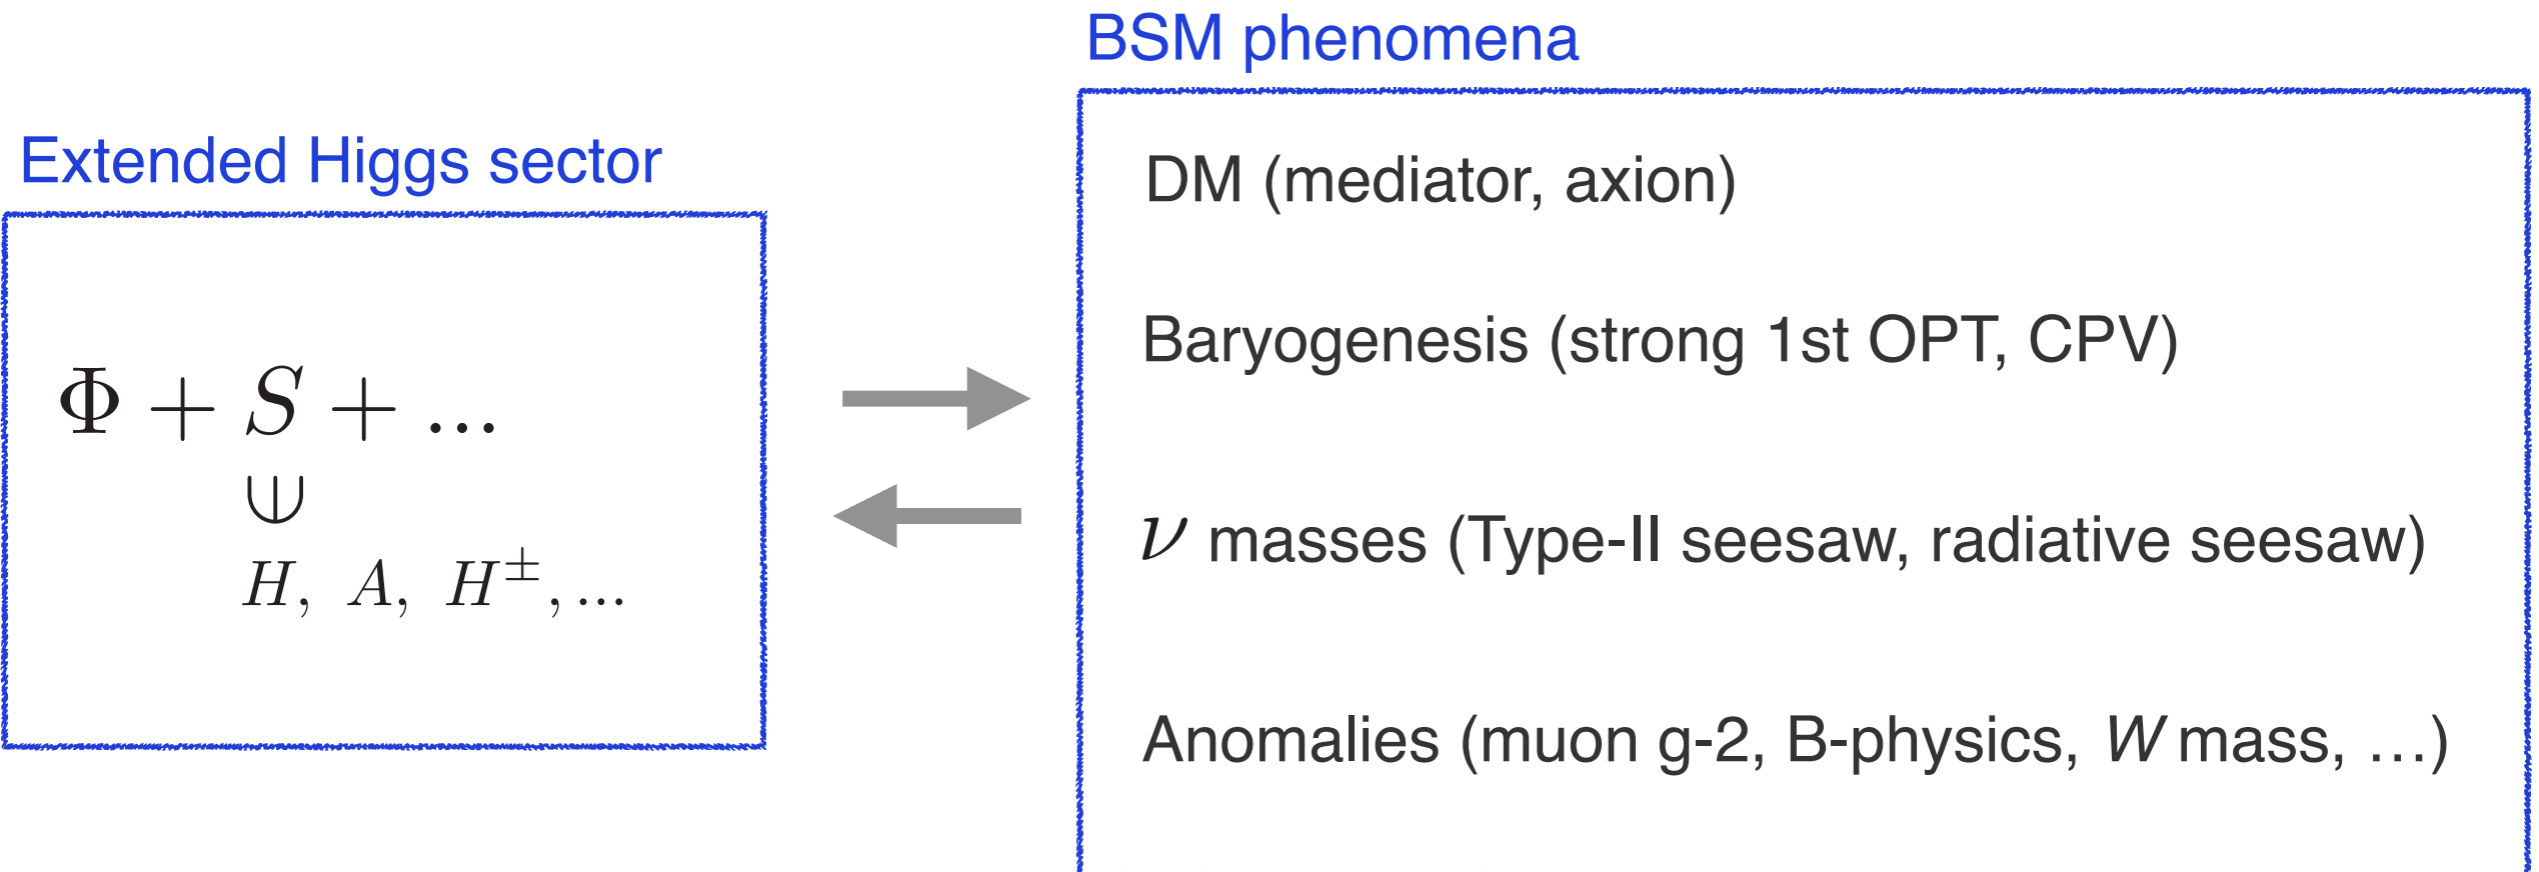 Extended Higgs sector
Φ + S + ...
⋓
H, A, H±, ...
BSM phenomena
DM (mediator, axion)
Baryogenesis (strong 1st OPT, CPV)
ν masses (Type-II seesaw, radiative seesaw)
Anomalies (muon g-2, B-physics, W mass, …)